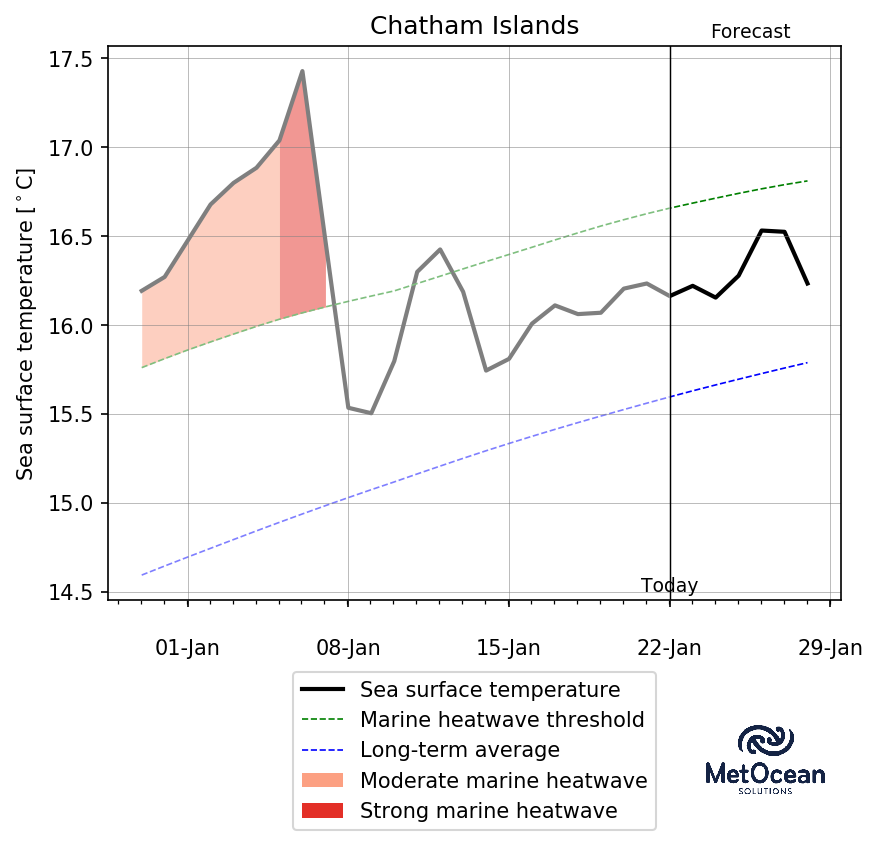 Chatham Islands
Forecast
Sea surface temperature [°C]
17.5
17.0
16.5
16.0
15.5
15.0
14.5
Today
01-Jan 08-Jan 15-Jan 22-Jan 29-Jan
Sea surface temperature
Marine heatwave threshold
Long-term average
Moderate marine heatwave
Strong marine heatwave
MetOcean
SOLUTIONS